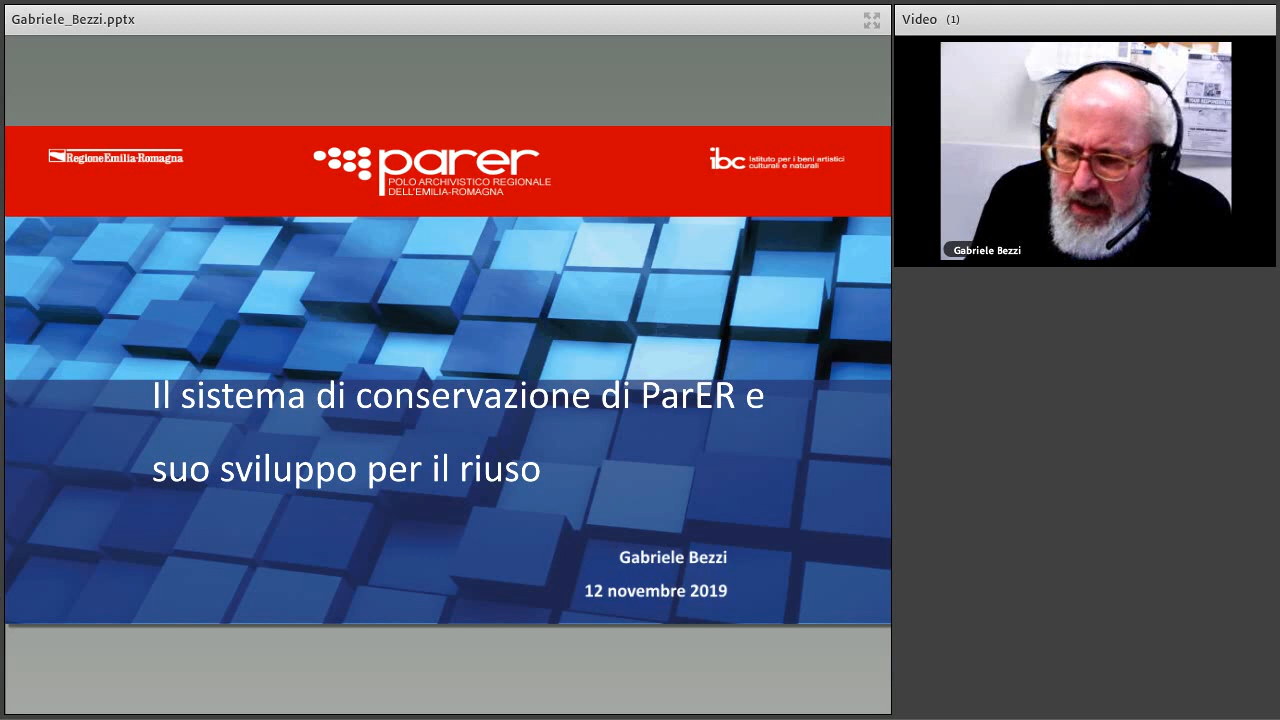 Gabriele_Bezzi.pptx
Video (1)
RegioneEmilia-Romagna
parer
POLO ARCHIVISTICO REGIONALE
DELL'EMILIA-ROMAGNA
ibc Istituto per i beni artistici
culturali e naturali
Gabriele Bezzi
Il sistema di conservazione di ParER e
suo sviluppo per il riuso
Gabriele Bezzi
12 novembre 2019